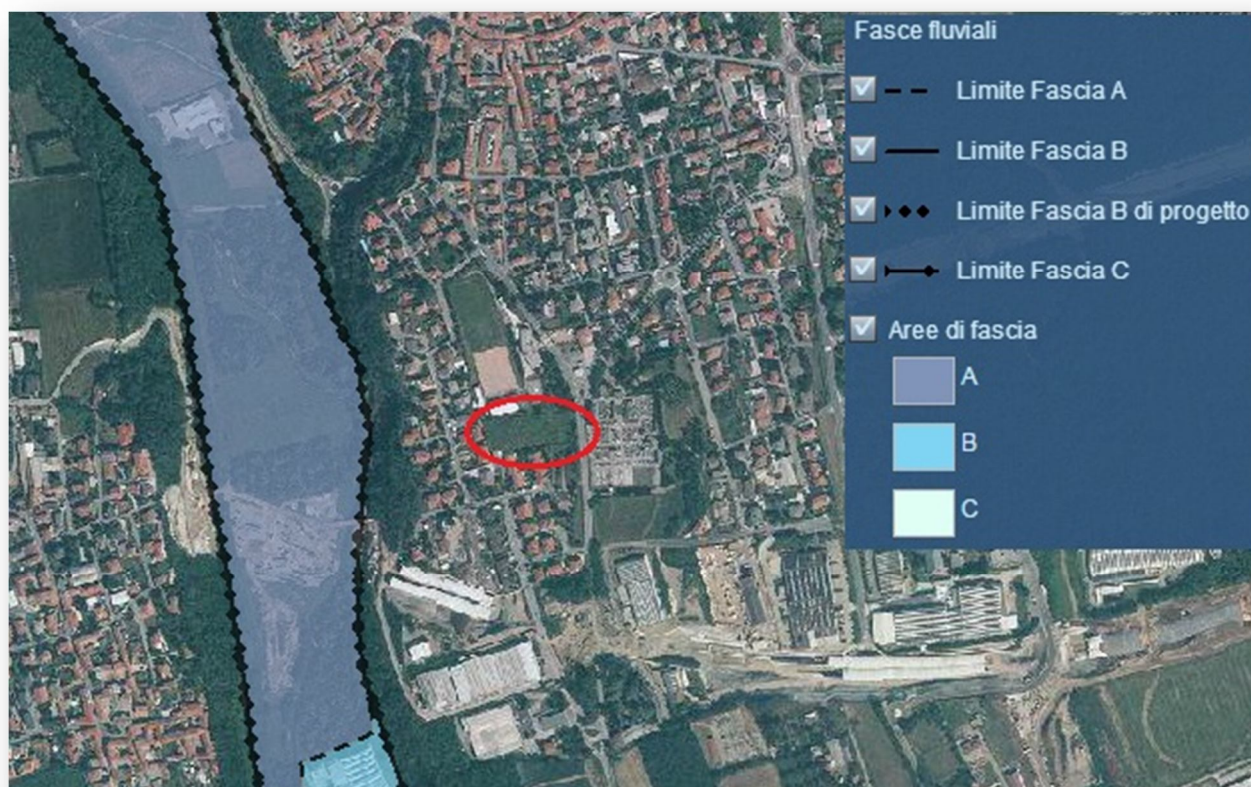 Fasce fluviali
Limite Fascia A
Limite Fascia B
Limite Fascia B di progetto
Limite Fascia C
Aree di fascia
A
B
C